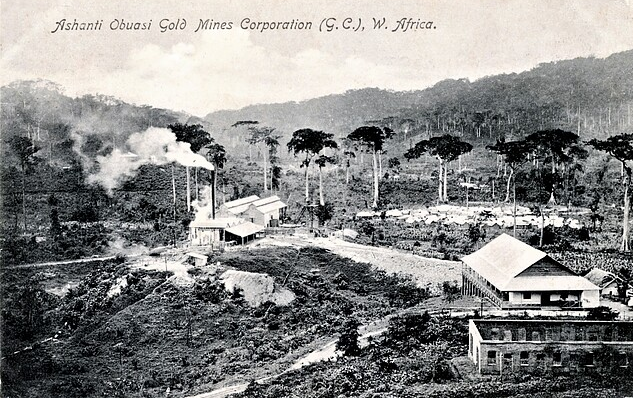 Ashanti Obuasi Gold Mines Corporation (G.C.), W. Africa.